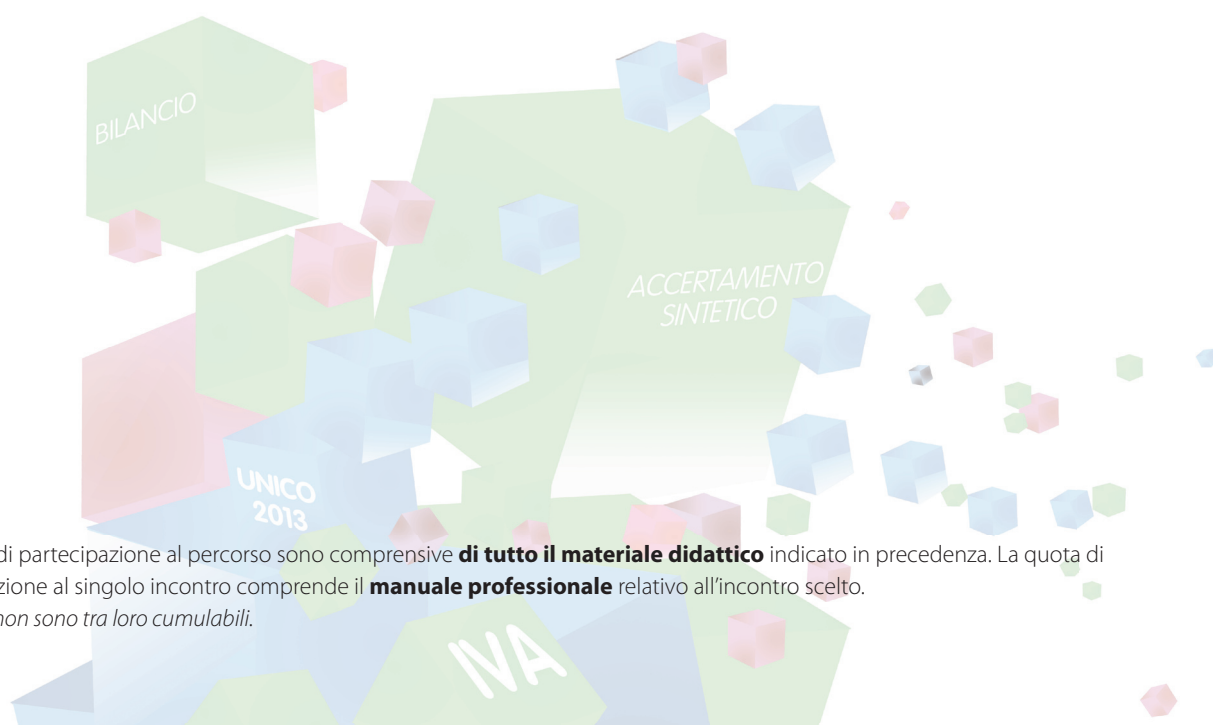 BILANCIO
ACCERTAMENTO
SINTETICO
UNICO
2013
di partecipazione al percorso sono comprensive di tutto il materiale didattico indicato in precedenza. La quota di
zione al singolo incontro comprende il manuale professionale relativo all'incontro scelto.
non sono tra loro cumulabili.
IVA